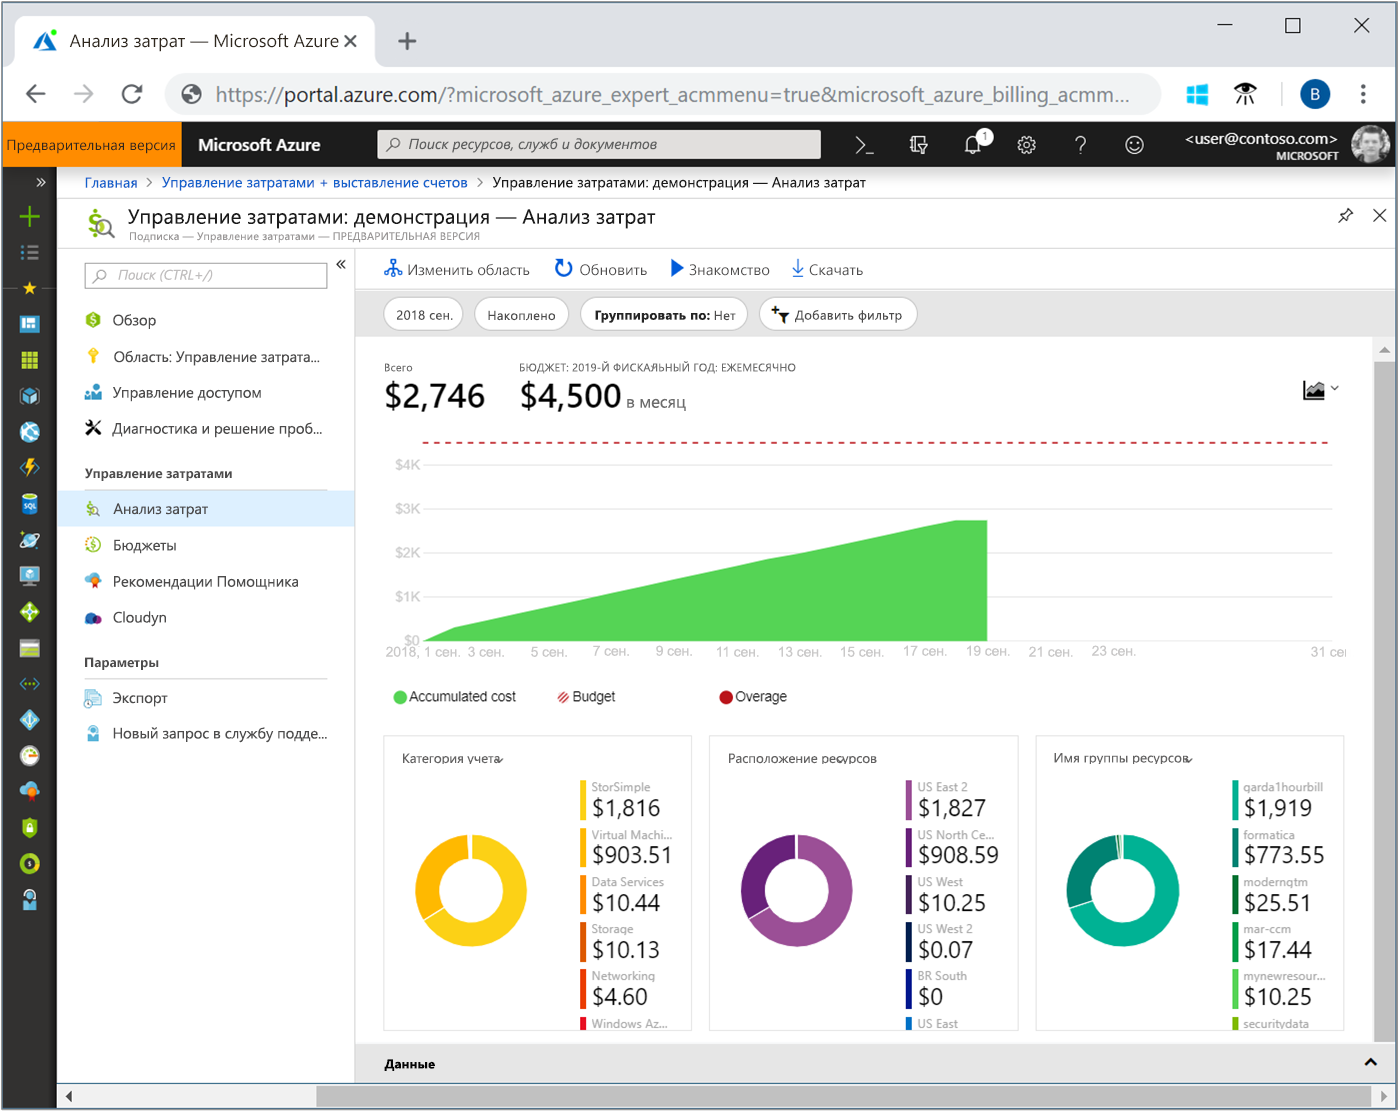 Анализ затрат — Microsoft Azure
https://portal.azure.com/?microsoft_azure_expert_acmmenu=true&microsoft_azure_billing_acmm...
B
Предварительная версия
Microsoft Azure
Поиск ресурсов, служб и документов
1
<user@contoso.com>
MICROSOFT
Главная > Управление затратами + выставление счетов > Управление затратами: демонстрация — Анализ затрат
Управление затратами: демонстрация — Анализ затрат
Подписка — Управление затратами — ПРЕДВАРИТЕЛЬНАЯ ВЕРСИЯ
Поиск (CTRL+/)
Обзор
Область: Управление затрата...
Управление доступом
Диагностика и решение проб...
Управление затратами
Анализ затрат
Бюджеты
Рекомендации Помощника
Cloudyn
Параметры
Экспорт
Новый запрос в службу подде...
Изменить область
Обновить
Знакомство
Скачать
2018 сен.
Накоплено
Группировать по: Нет
Добавить фильтр
Всего
$2,746
БЮДЖЕТ: 2019-Й ФИСКАЛЬНЫЙ ГОД: ЕЖЕМЕСЯЧНО
$4,500 в месяц
$4K
$3K
$2K
$1K
$0
2018, 1 сен. 3 сен. 5 сен. 7 сен. 9 сен. 11 сен. 13 сен. 15 сен. 17 сен. 19 сен. 21 сен. 23 сен. 31 сен
Accumulated cost
Budget
Overage
Категория учета
StorSimple
$1,816
Virtual Machi...
$903.51
Data Services
$10.44
Storage
$10.13
Networking
$4.60
Windows Az...
Расположение ресурсов
US East 2
$1,827
US North Ce...
$908.59
US West
$10.25
US West 2
$0.07
BR South
$0
US East
Имя группы ресурсов
qarda1hourbill
$1,919
formatica
$773.55
modernqtm
$25.51
mar-ccm
$17.44
mynewresour...
$10.25
securitydata
Данные